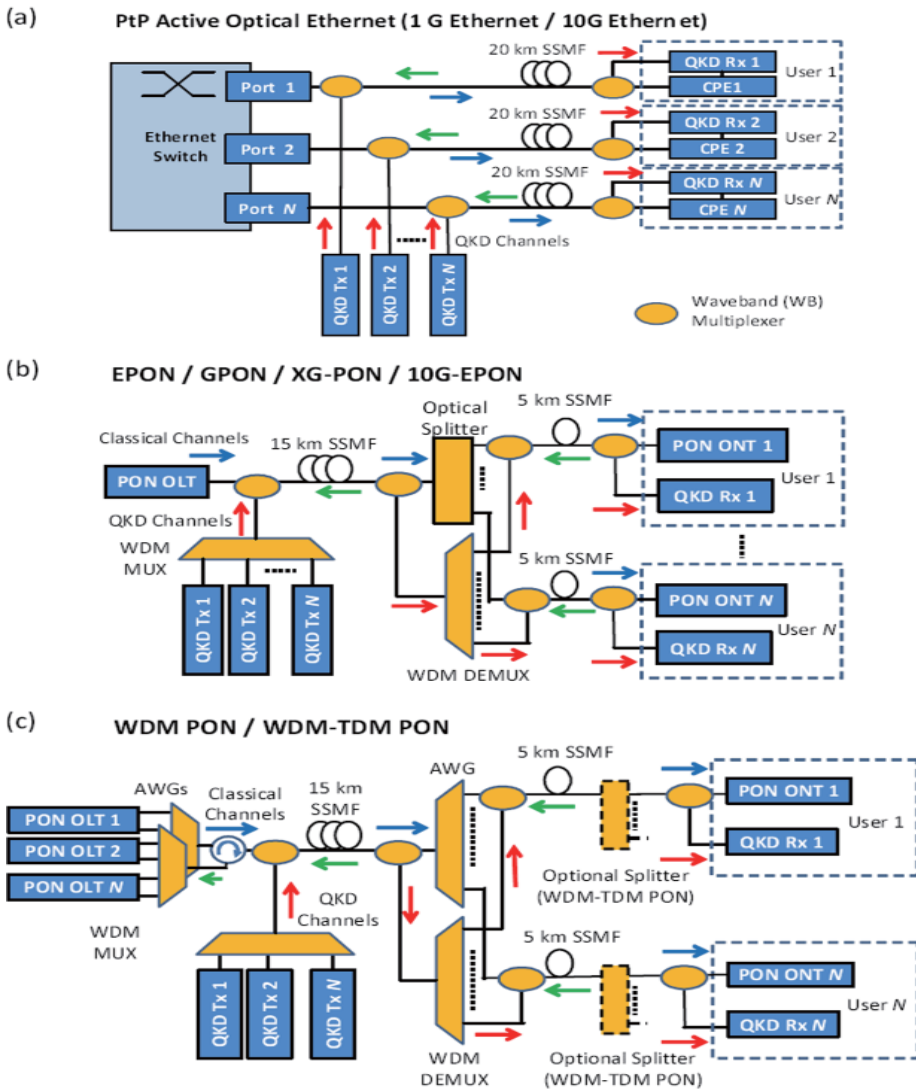 (a)
PtP Active Optical Ethernet (1 G Ethernet / 10G Ethernet)
Ethernet
Switch
Port 1
Port 2
Port N
20 km SSMF
20 km SSMF
20 km SSMF
QKD Rx 1
CPE1
User 1
QKD Rx 2
CPE 2
User 2
QKD Rx N
CPE N
User N
QKD Channels
QKD Tx 1
QKD Tx 2
QKD Tx N
Waveband (WB)
Multiplexer
(b)
EPON / GPON / XG-PON / 10G-EPON
Classical Channels
PON OLT
15 km SSMF
Optical
Splitter
5 km SSMF
PON ONT 1
User 1
QKD Rx 1
QKD Channels
WDM
MUX
QKD Tx 1
QKD Tx 2
QKD Tx N
5 km SSMF
PON ONT N
User N
QKD Rx N
WDM DEMUX
(c)
WDM PON / WDM-TDM PON
AWGs
Classical
Channels
15 km
SSMF
AWG
5 km SSMF
PON OLT 1
PON OLT 2
PON OLT N
PON ONT 1
User 1
QKD Rx 1
Optional Splitter
(WDM-TDM PON)
WDM
MUX
QKD
Channels
QKD Tx 1
QKD Tx 2
QKD Tx N
5 km SSMF
PON ONT N
User N
QKD Rx N
WDM
DEMUX
Optional Splitter
(WDM-TDM PON)